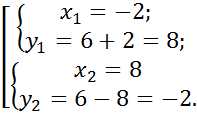 x₁ = −2;
y₁ = 6 + 2 = 8;
x₂ = 8
y₂ = 6 − 8 = −2.